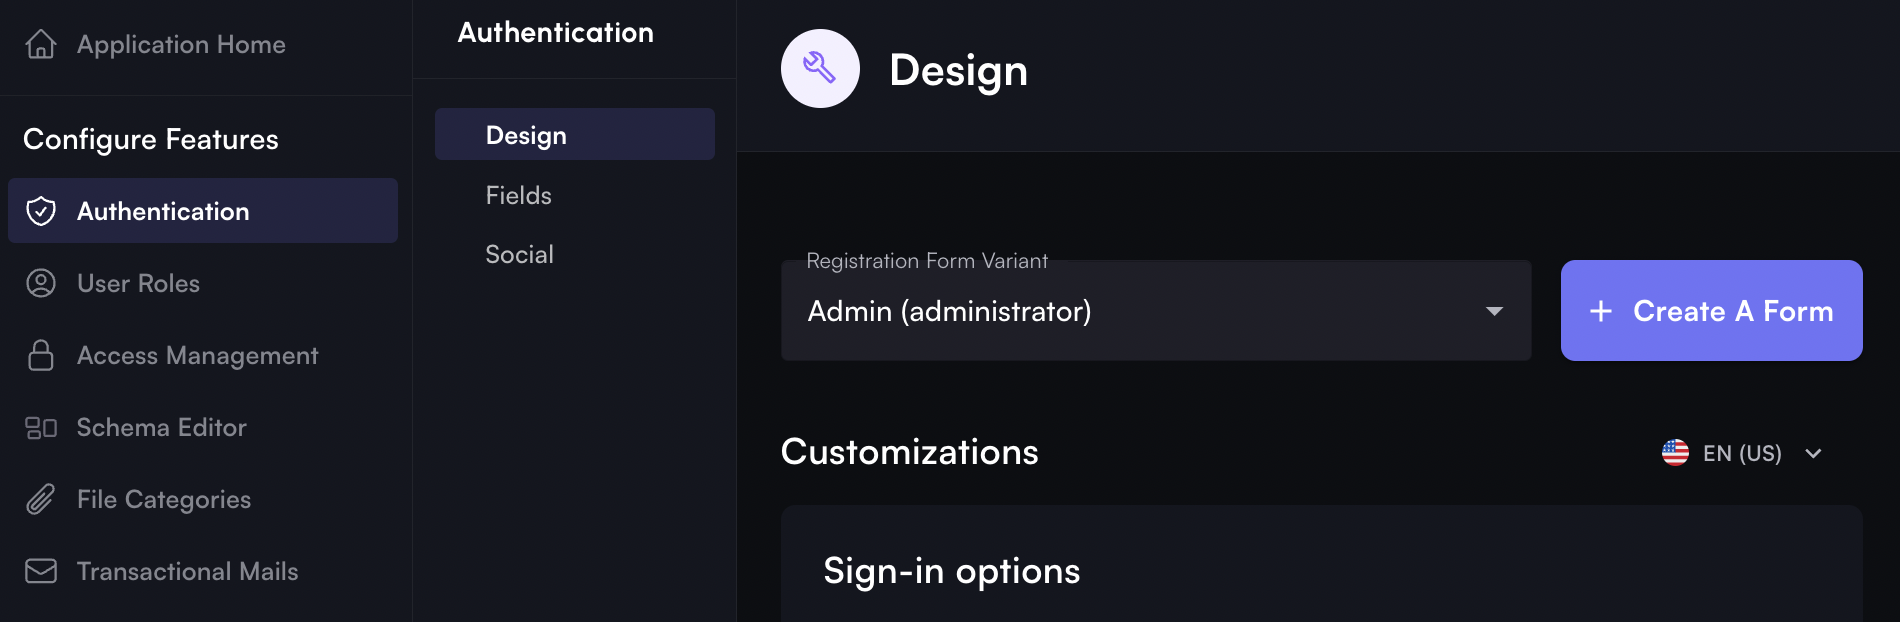 Application Home
Configure Features
Authentication
User Roles
Access Management
Schema Editor
File Categories
Transactional Mails
Authentication
Design
Fields
Social
Design
Registration Form Variant
Admin (administrator)
+ Create A Form
Customizations
EN (US)
Sign-in options